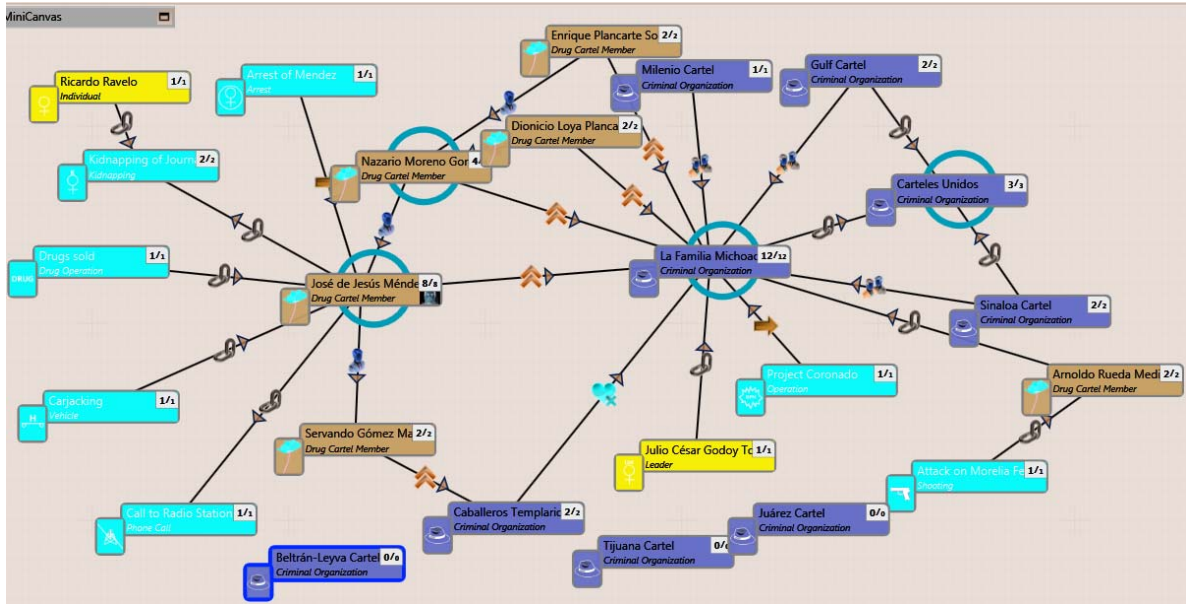 MiniCanvas
Enrique Plancarte So 2/2
Drug Cartel Member
Ricardo Ravelo 1/1
Individual
Arrest of Mendez 1/1
Arrest
Milenio Cartel 1/1
Criminal Organization
Gulf Cartel 2/2
Criminal Organization
Dionicio Loya Planca 2/2
Drug Cartel Member
Kidnapping of Journ 2/2
Kidnapping
Nazario Moreno Gor 4
Drug Cartel Member
Carteles Unidos 3/3
Criminal Organization
Drugs sold 1/1
Drug Operation
DRUG
La Familia Michoac 12/12
Criminal Organization
José de Jesús Ménde 8/8
Drug Cartel Member
Sinaloa Cartel 2/2
Criminal Organization
Project Coronado 1/1
Operation
Arnoldo Rueda Medi 2/2
Drug Cartel Member
Carjacking 1/1
Vehicle
H
Servando Gómez Ma 2/2
Drug Cartel Member
Julio César Godoy To 1/1
Leader
Attack on Morelia Fe 1/1
Shooting
Call to Radio Station 1/1
Phone Call
Caballeros Templario 2/2
Criminal Organization
Juárez Cartel 0/0
Criminal Organization
Tijuana Cartel 0/
Criminal Organization
Beltrán-Leyva Cartel 0/0
Criminal Organization